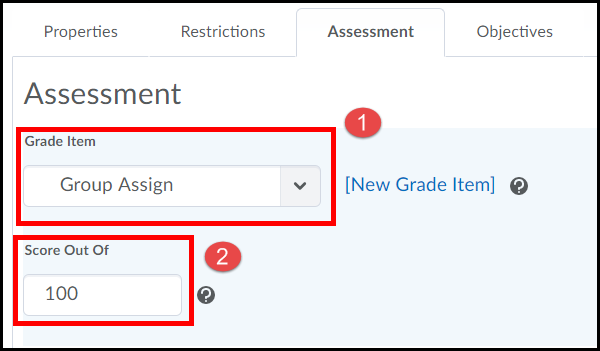 Properties Restrictions Assessment Objectives
Assessment
1
Grade Item
Group Assign [New Grade Item] ?
2
Score Out Of
100 ?